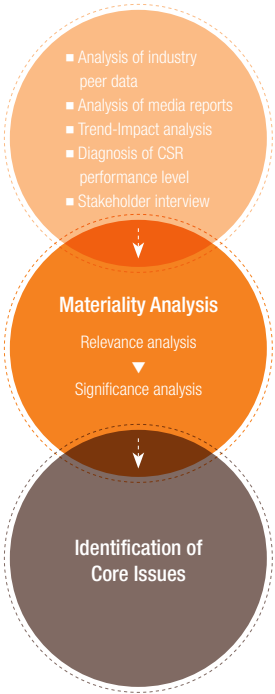 ■ Analysis of industry
peer data
■ Analysis of media reports
■ Trend-Impact analysis
■ Diagnosis of CSR
performance level
■ Stakeholder interview
Materiality Analysis
Relevance analysis
Significance analysis
Identification of
Core Issues